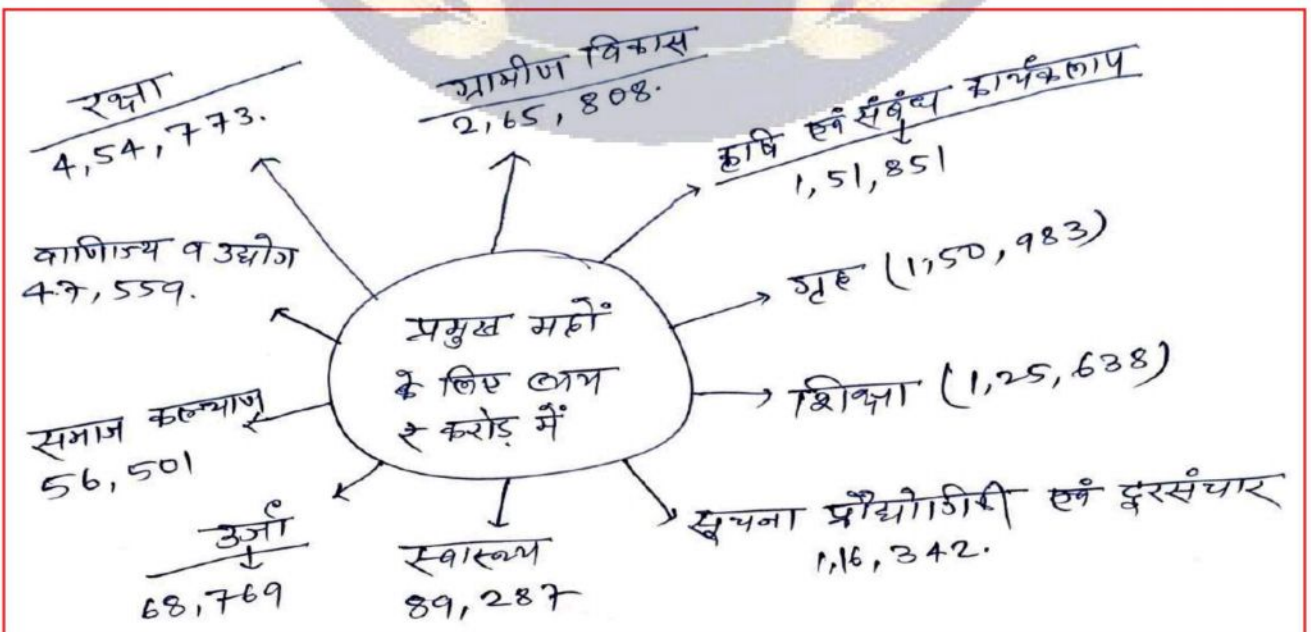 रक्षा
4,54,773.
ग्रामीण विकास
2,65,808.
कृषि एवं संबंध कार्यकलाप
1,51,851
वाणिज्य व उद्योग
47,559.
गृह (1,50,983)
प्रमुख मदों
के लिए व्यय
₹ करोड़ में
शिक्षा (1,25,638)
समाज कल्याण
56,501
उर्जा
68,769
स्वास्थ्य
89,287
सूचना प्रौद्योगिकी एवं दूरसंचार
1,16,342.